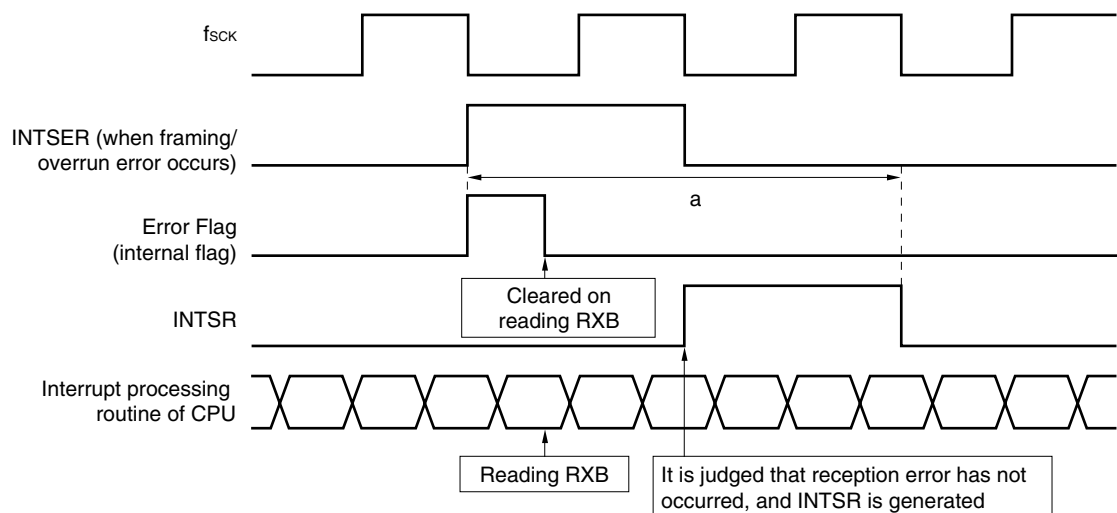 fSCK
INTSER (when framing/
overrun error occurs)
a
Error Flag
(internal flag)
Cleared on
reading RXB
INTSR
Interrupt processing
routine of CPU
Reading RXB
It is judged that reception error has not
occurred, and INTSR is generated